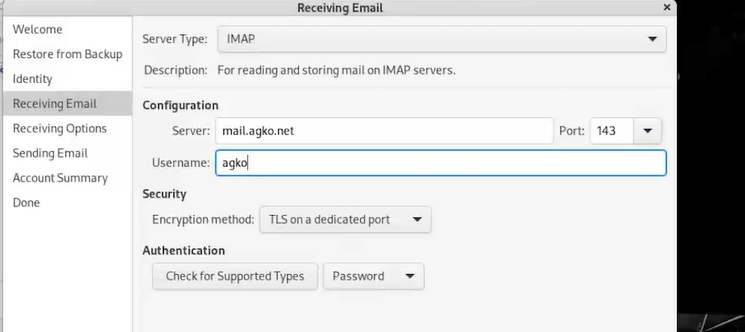 Receiving Email ×
Welcome
Restore from Backup
Identity
Receiving Email
Receiving Options
Sending Email
Account Summary
Done
Server Type: IMAP
Description: For reading and storing mail on IMAP servers.
Configuration
Server: mail.agko.net Port: 143
Username: agko
Security
Encryption method: TLS on a dedicated port
Authentication
Check for Supported Types Password